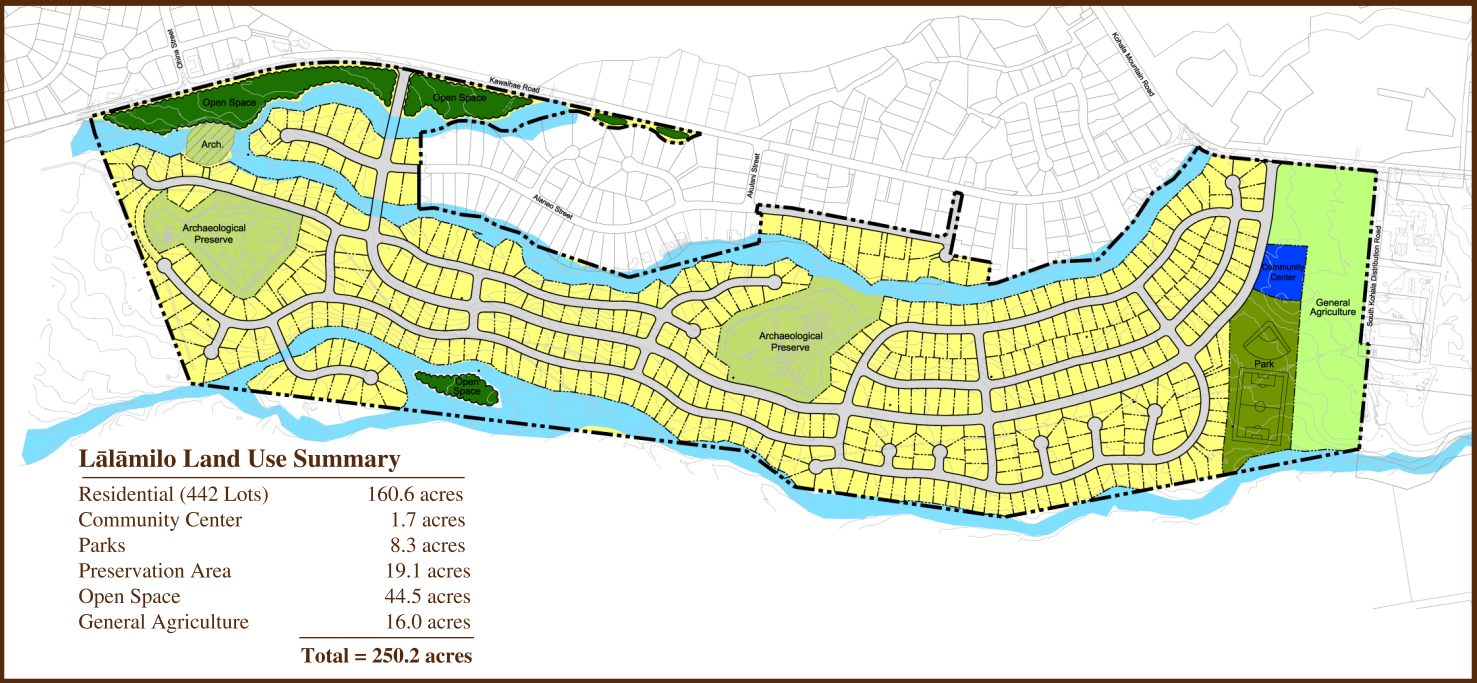 Opina Street
Kawaihae Road
Kohala Mountain Road
Open Space
Open Space
Arch.
Akulani Street
Alaneo Street
Archaeological
Preserve
South Kohala Distribution Road
Community
Center
General
Agriculture
Archaeological
Preserve
Park
Open
Space
Lālāmilo Land Use Summary
Residential (442 Lots) 160.6 acres
Community Center 1.7 acres
Parks 8.3 acres
Preservation Area 19.1 acres
Open Space 44.5 acres
General Agriculture 16.0 acres
Total = 250.2 acres